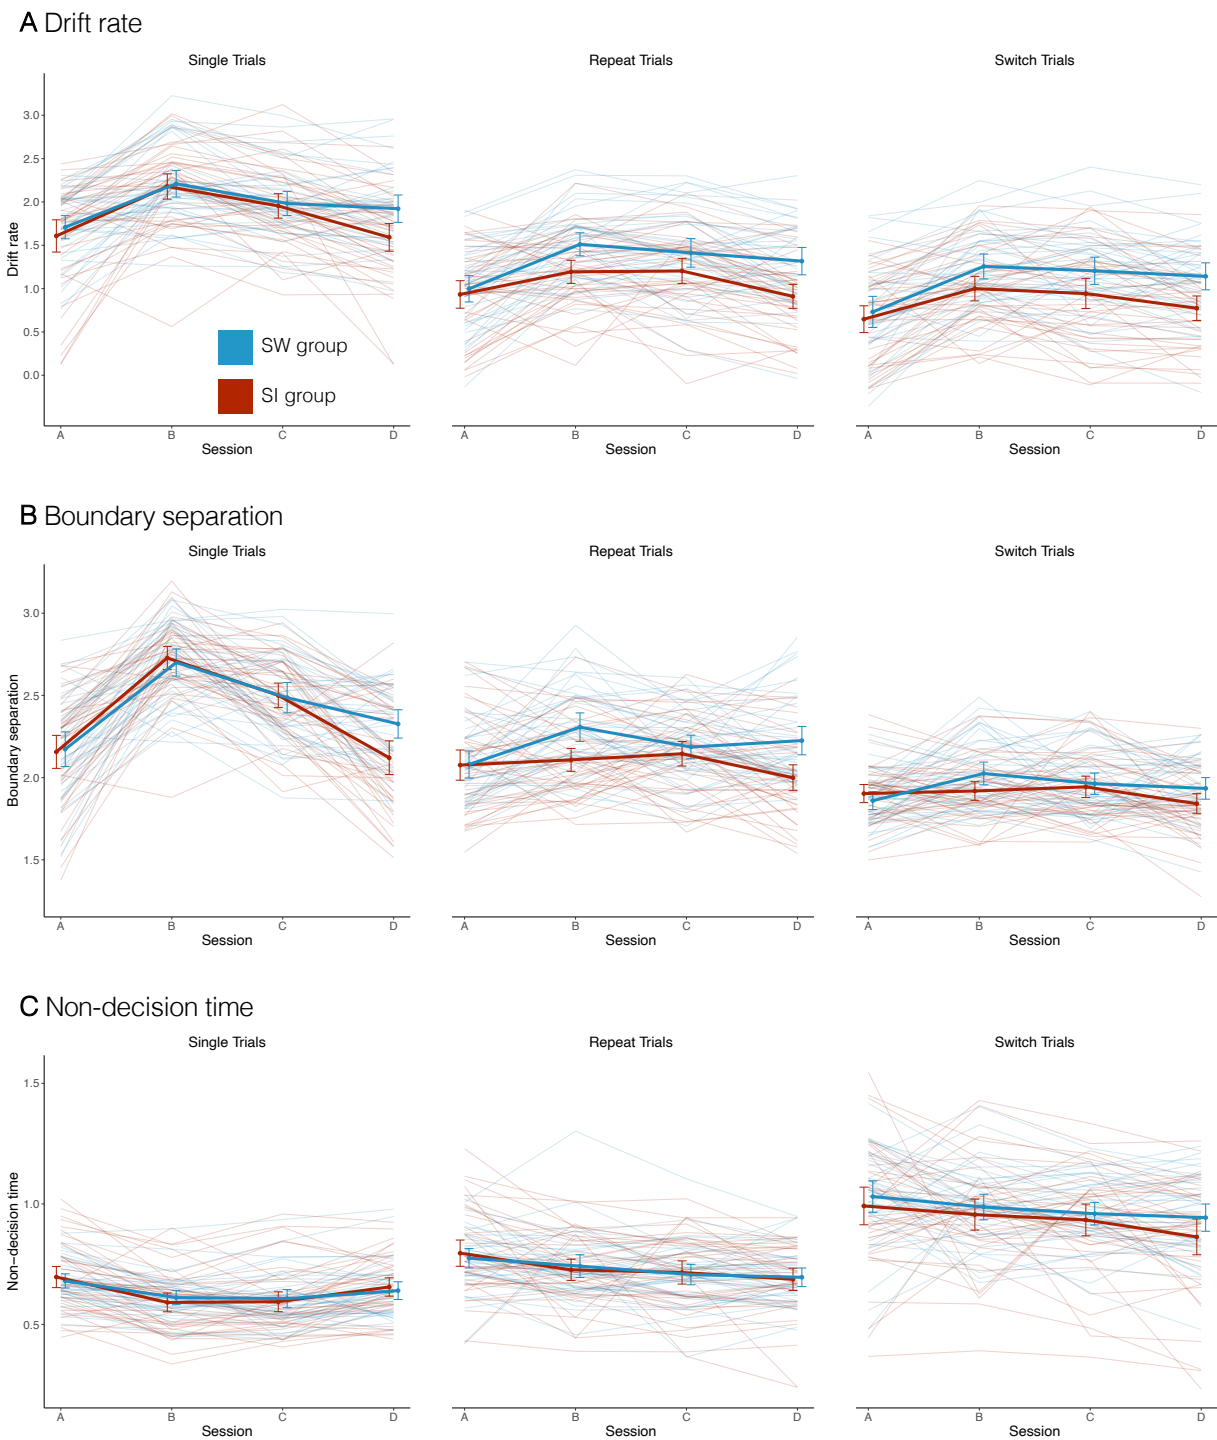 A Drift rate
Single Trials
Repeat Trials
Switch Trials
Drift rate
3.0
2.5
2.0
1.5
1.0
0.5
0.0
SW group
SI group
A B C D
A B C D
A B C D
Session
Session
Session
B Boundary separation
Single Trials
Repeat Trials
Switch Trials
Boundary separation
3.0
2.5
2.0
1.5
A B C D
A B C D
A B C D
Session
Session
Session
C Non-decision time
Single Trials
Repeat Trials
Switch Trials
Non−decision time
1.5
1.0
0.5
A B C D
A B C D
A B C D
Session
Session
Session